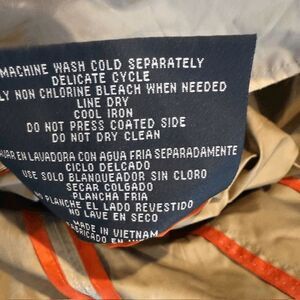 MACHINE WASH COLD SEPARATELY
DELICATE CYCLE
NON CHLORINE BLEACH WHEN NEEDED
LINE DRY
COOL IRON
DO NOT PRESS COATED SIDE
DO NOT DRY CLEAN
EN LAVADORA CON AGUA FRIA SEPARADAMENTE
CICLO DELGADO
USE SOLO BLANQUEADOR SIN CLORO
SECAR COLGADO
PLANCHA FRIA
PLANCHE EL LADO REVESTIDO
NO LAVE EN SECO
MADE IN VIETNAM
EN